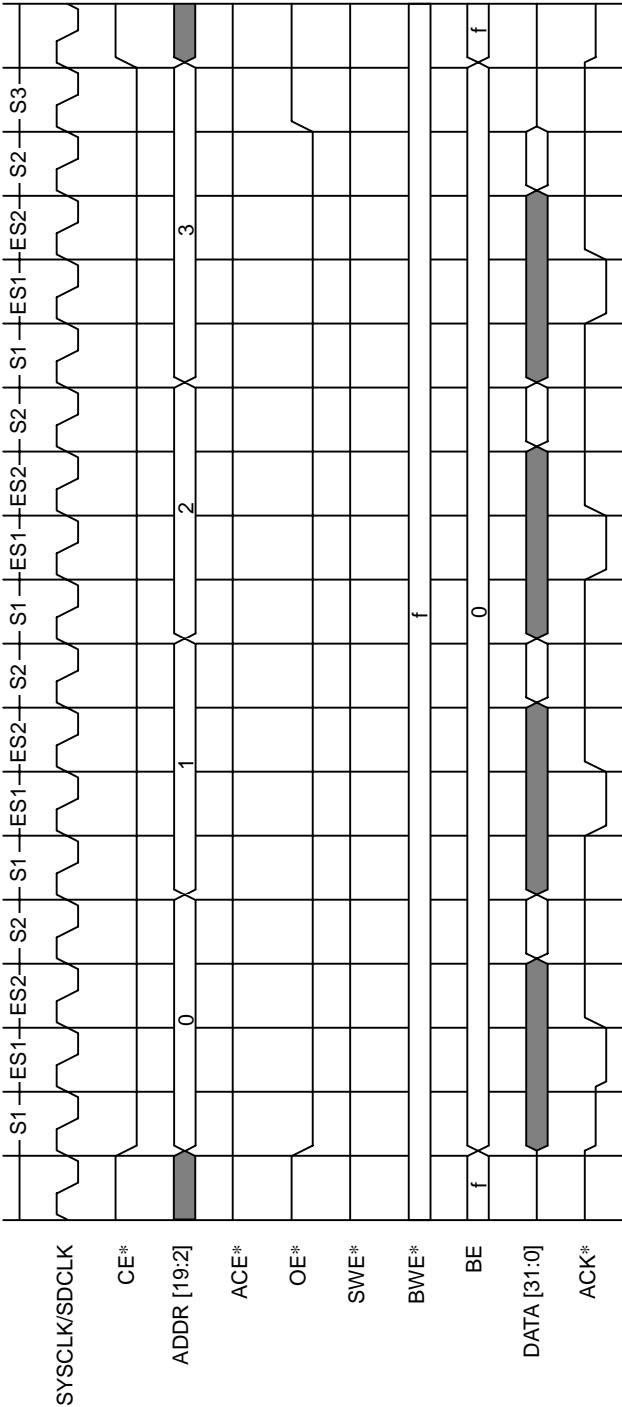 S1 ES1 ES2 S2 S1 ES1 ES2 S2 S1 ES1 ES2 S2 S1 ES1 ES2 S2 S3
SYSCLK/SDCLK
CE*
ADDR [19:2] 0 1 2 3
ACE*
OE*
SWE*
BWE* f
BE f 0 f
DATA [31:0]
ACK*